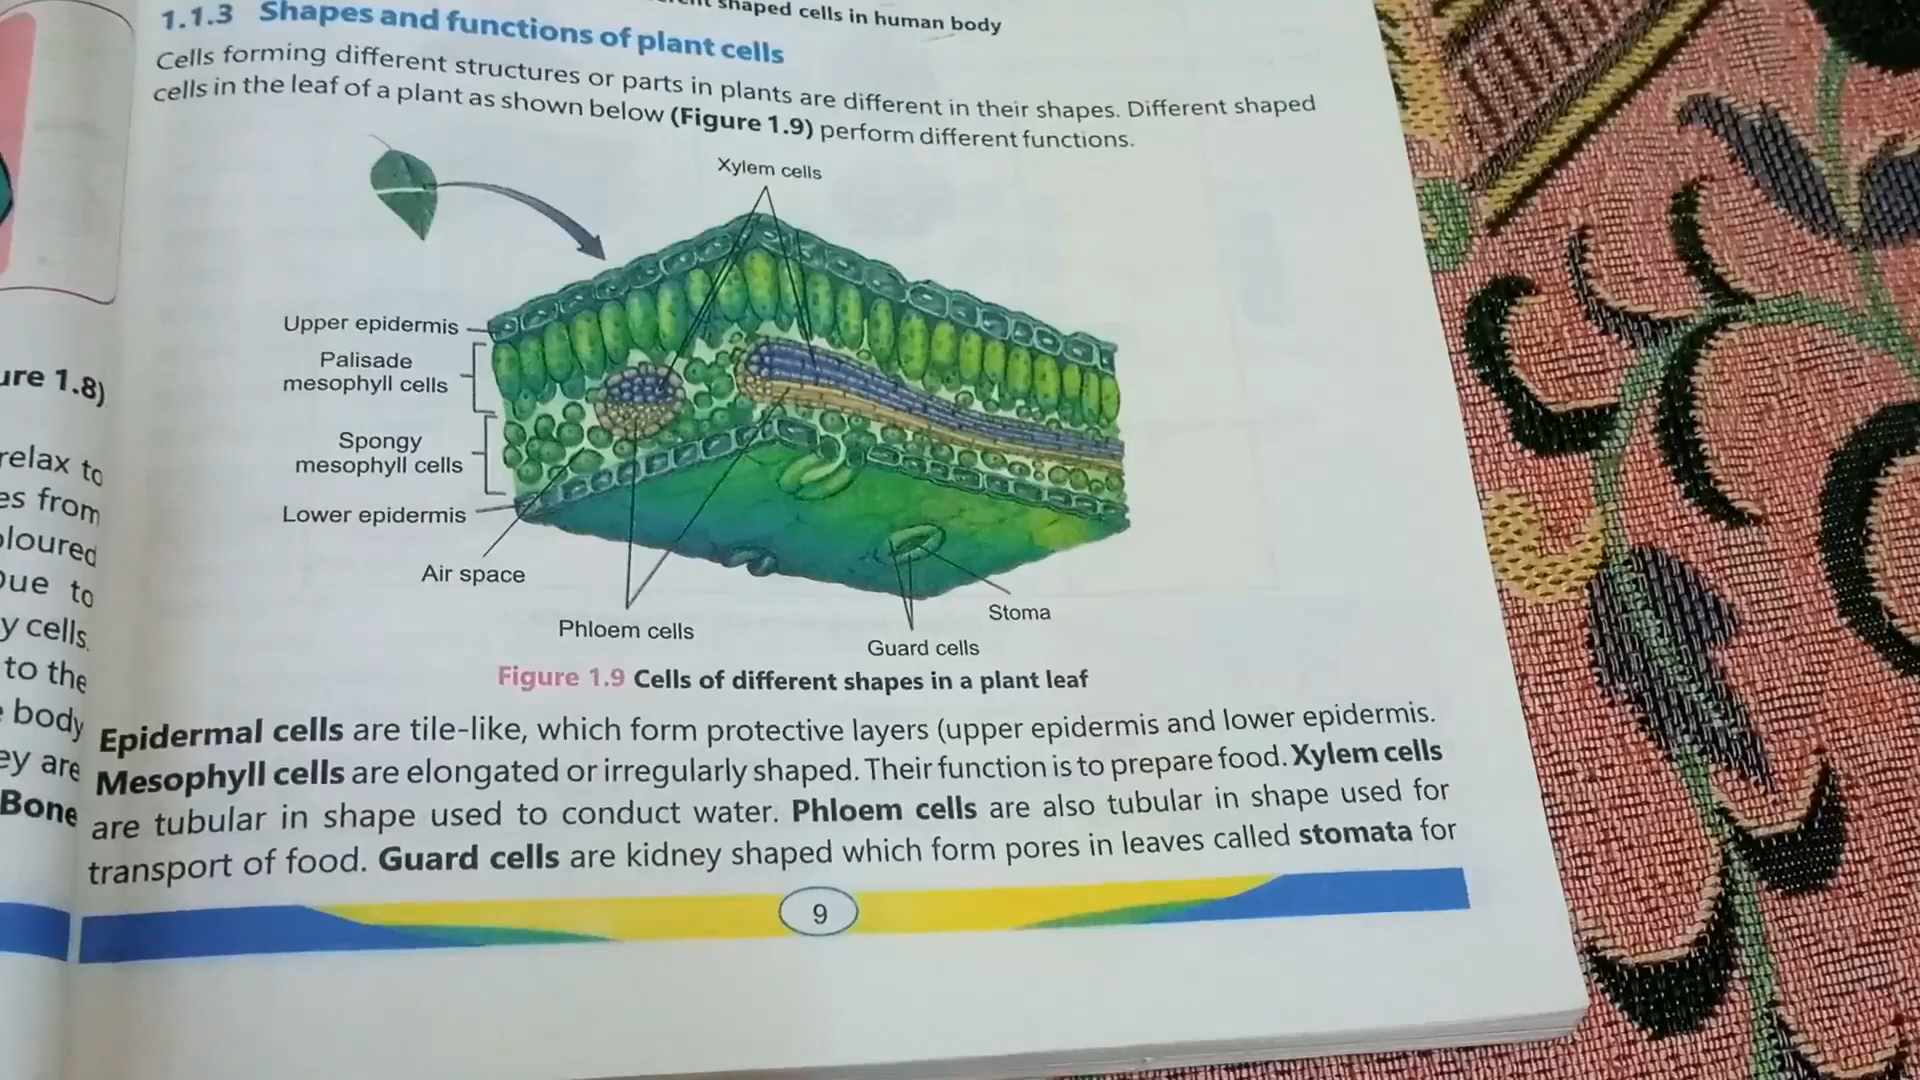 shaped cells in human body
1.1.3 Shapes and functions of plant cells
Cells forming different structures or parts in plants are different in their shapes. Different shaped
cells in the leaf of a plant as shown below (Figure 1.9) perform different functions.
Xylem cells
Upper epidermis
Palisade
mesophyll cells
Spongy
mesophyll cells
Lower epidermis
Air space
Phloem cells
Stoma
Guard cells
Figure 1.9 Cells of different shapes in a plant leaf
Epidermal cells are tile-like, which form protective layers (upper epidermis and lower epidermis.
Mesophyll cells are elongated or irregularly shaped. Their function is to prepare food. Xylem cells
are tubular in shape used to conduct water. Phloem cells are also tubular in shape used for
transport of food. Guard cells are kidney shaped which form pores in leaves called stomata for
9
1.8)
relax to
from
to
cells.
to the
body
are
Bone